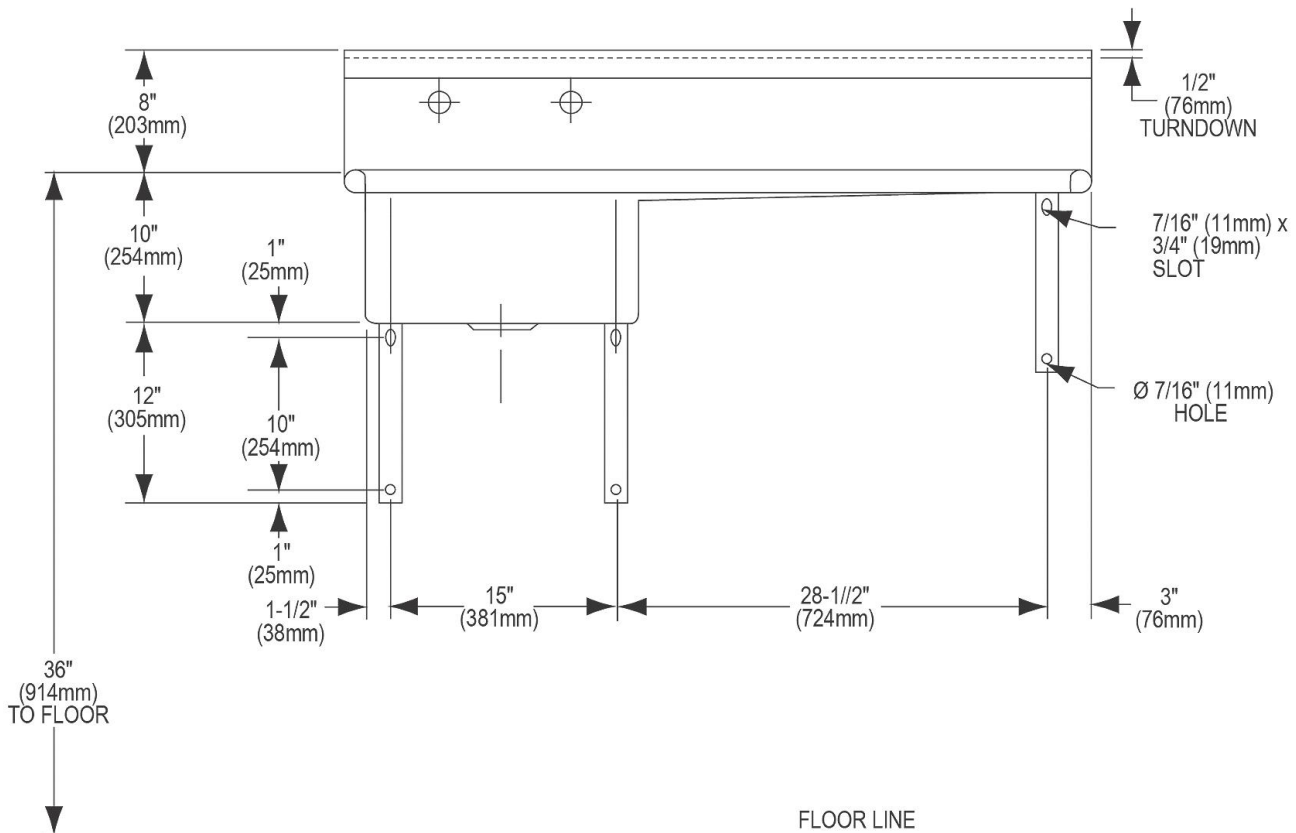 8"
(203mm)
1/2"
(76mm)
TURNDOWN
10"
(254mm)
1"
(25mm)
7/16" (11mm) x
3/4" (19mm)
SLOT
12"
(305mm)
10"
(254mm)
Ø 7/16" (11mm)
HOLE
1"
(25mm)
1-1/2"
(38mm)
15"
(381mm)
28-1//2"
(724mm)
3"
(76mm)
36"
(914mm)
TO FLOOR
FLOOR LINE